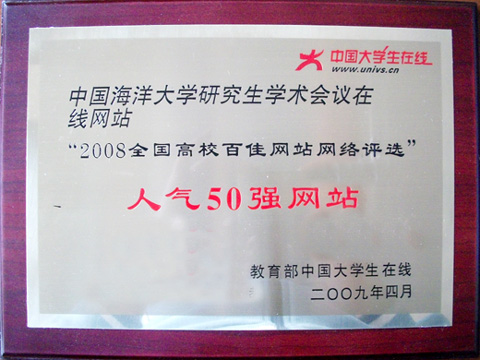 中国大学生在线
www.univs.cn
中国海洋大学研究生学术会议在
线网站
“2008全国高校百佳网站网络评选”
人气50强网站
教育部中国大学生在线
二〇〇九年四月